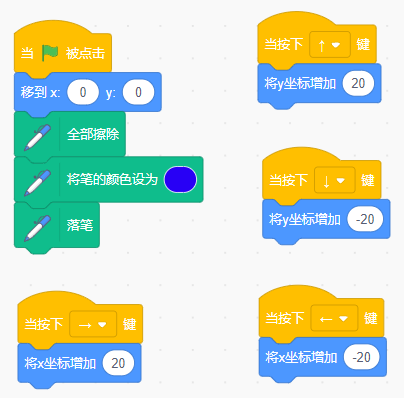 当 被点击
移到 x: 0 y: 0
全部擦除
将笔的颜色设为
落笔
当按下 ↑ 键
将y坐标增加 20
当按下 ↓ 键
将y坐标增加 -20
当按下 → 键
将x坐标增加 20
当按下 ← 键
将x坐标增加 -20